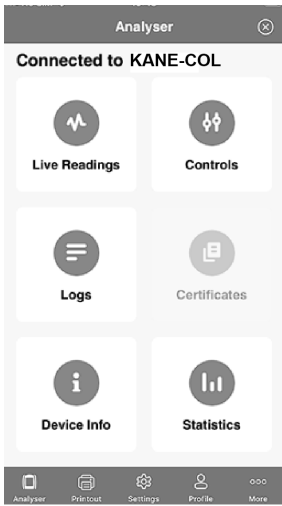 Analyser
Connected to KANE-COL
Live Readings
Controls
Logs
Certificates
Device Info
Statistics
Analyser
Printout
Settings
Profile
More